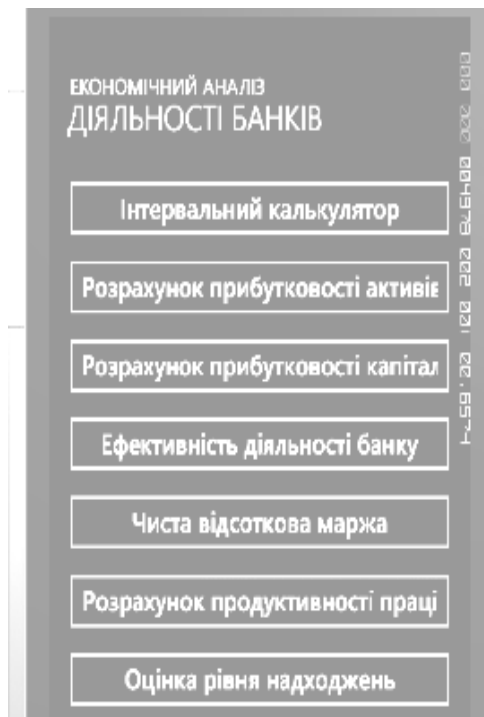 ЕКОНОМІЧНИЙ АНАЛІЗ
ДІЯЛЬНОСТІ БАНКІВ
Інтервальний калькулятор
Розрахунок прибутковості активів
Розрахунок прибутковості капітал
Ефективність діяльності банку
Чиста відсоткова маржа
Розрахунок продуктивності праці
Оцінка рівня надходжень